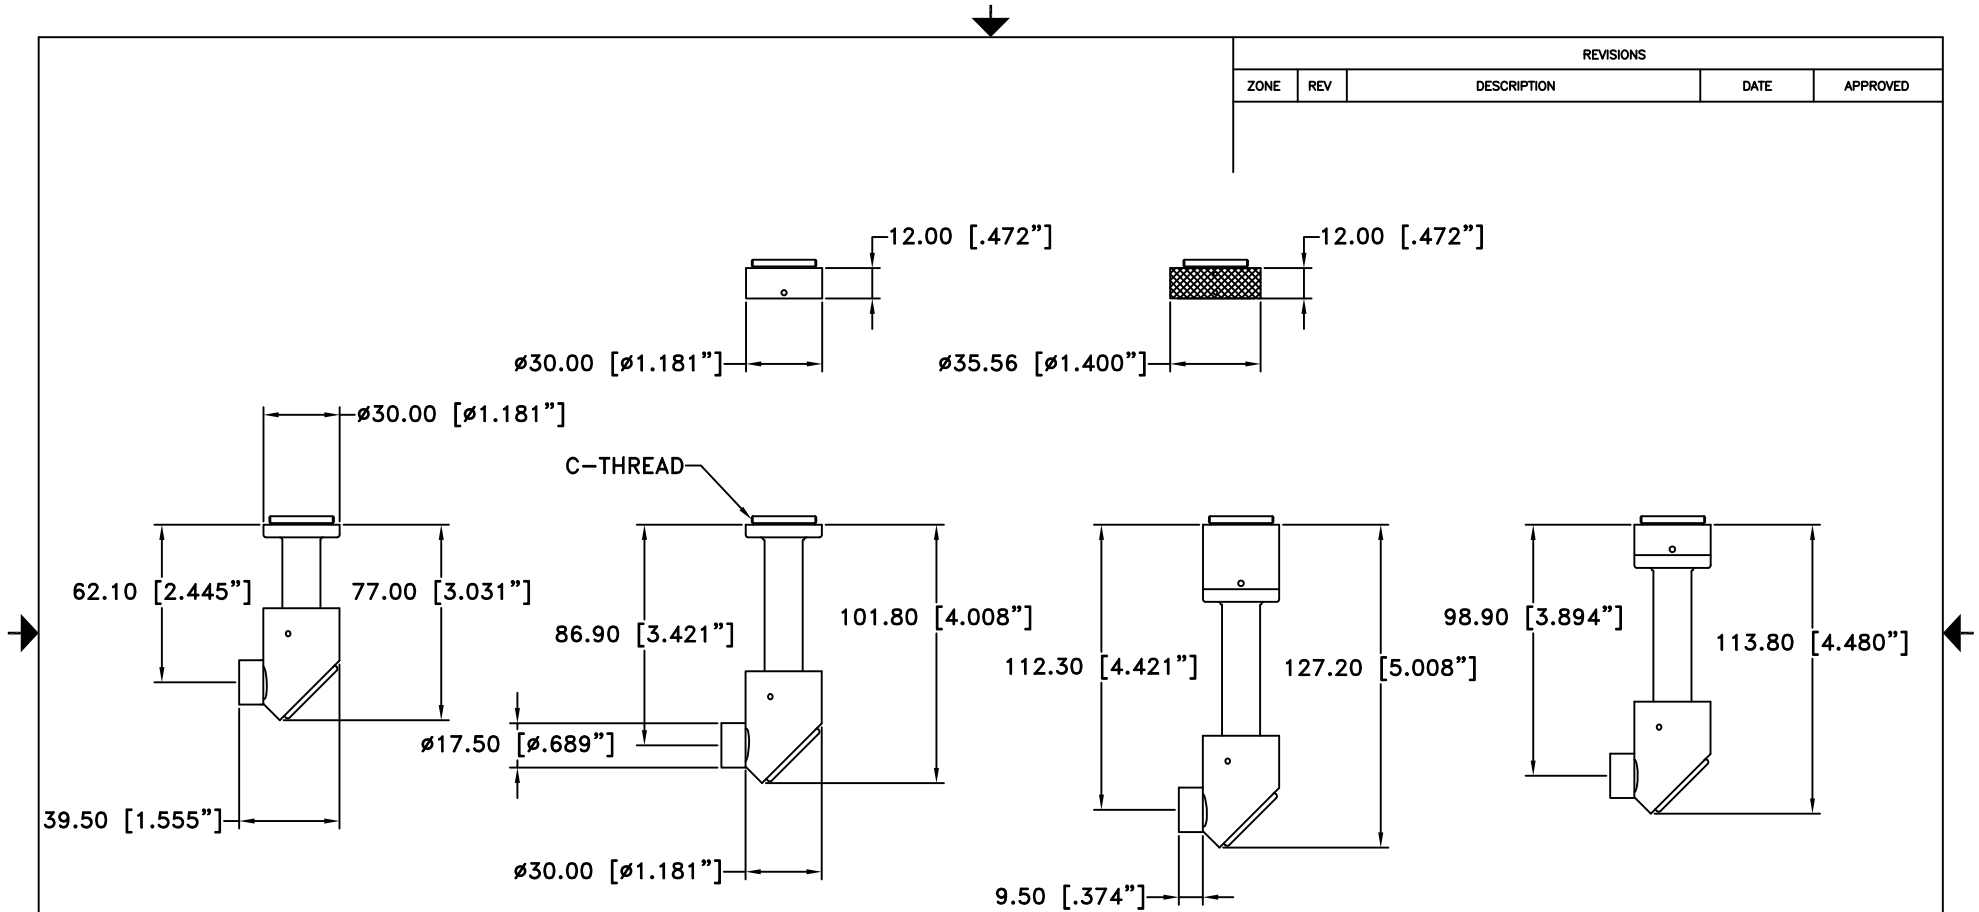 REVISIONS
ZONE REV DESCRIPTION DATE APPROVED
12.00 [.472”]
12.00 [.472”]
ø30.00 [ø1.181”]
ø35.56 [ø1.400”]
ø30.00 [ø1.181”]
C-THREAD
62.10 [2.445”]
77.00 [3.031”]
86.90 [3.421”]
101.80 [4.008”]
112.30 [4.421”]
127.20 [5.008”]
98.90 [3.894”]
113.80 [4.480”]
ø17.50 [ø.689”]
39.50 [1.555”]
ø30.00 [ø1.181”]
9.50 [.374”]